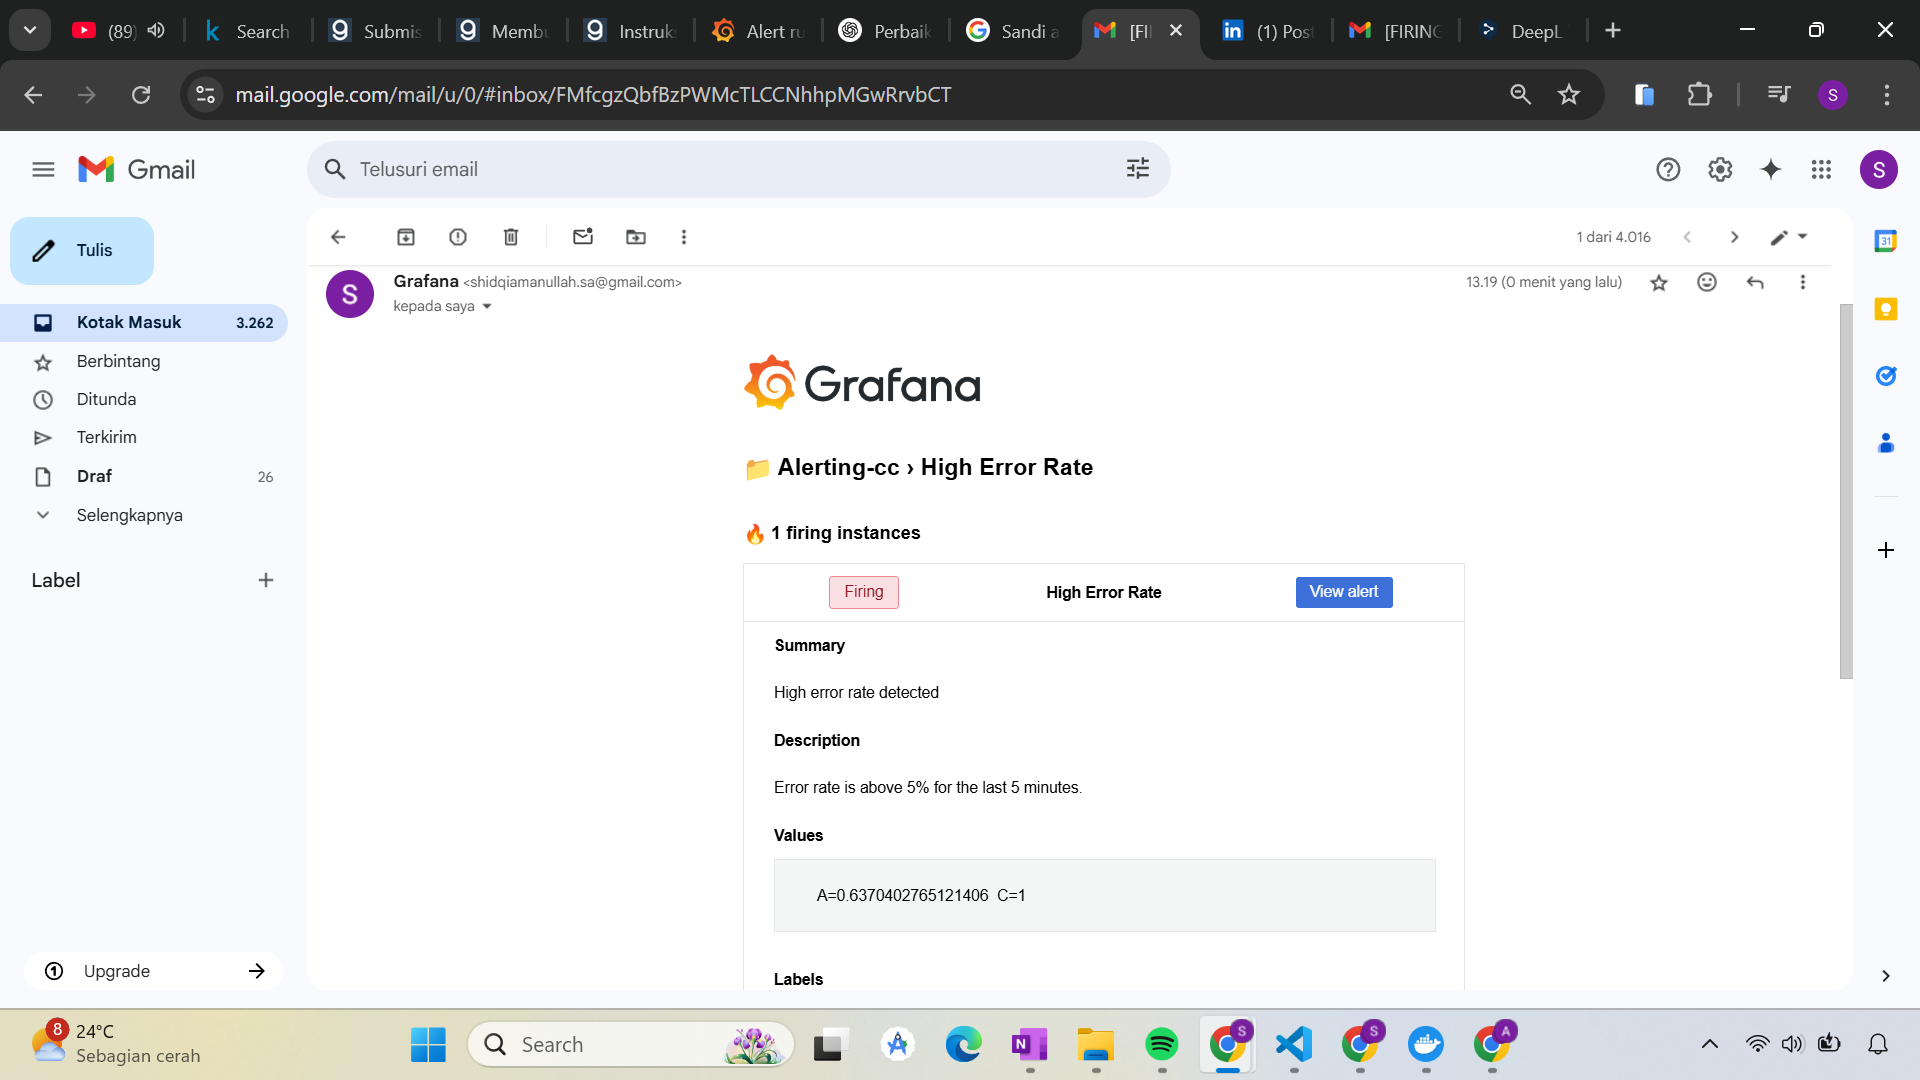 (89)
Search
Submis
Membu
Instruks
Alert ru
Perbaik
Sandi a
[FI
(1) Post
[FIRING
DeepL
mail.google.com/mail/u/0/#inbox/FMfcgzQbfBzPWMcTLCCNhhpMGwRrvbCT
S
Gmail
Telusuri email
S
Tulis
1 dari 4.016
31
S
Grafana <shidqiamanullah.sa@gmail.com>
13.19 (0 menit yang lalu)
kepada saya
Kotak Masuk 3.262
Berbintang
Ditunda
Terkirim
Draf 26
Selengkapnya
Label
Grafana
Alerting-cc › High Error Rate
1 firing instances
Firing
High Error Rate
View alert
Summary
High error rate detected
Description
Error rate is above 5% for the last 5 minutes.
Values
A=0.6370402765121406 C=1
Labels
Upgrade
8
24°C
Sebagian cerah
Search
N
S
S
A